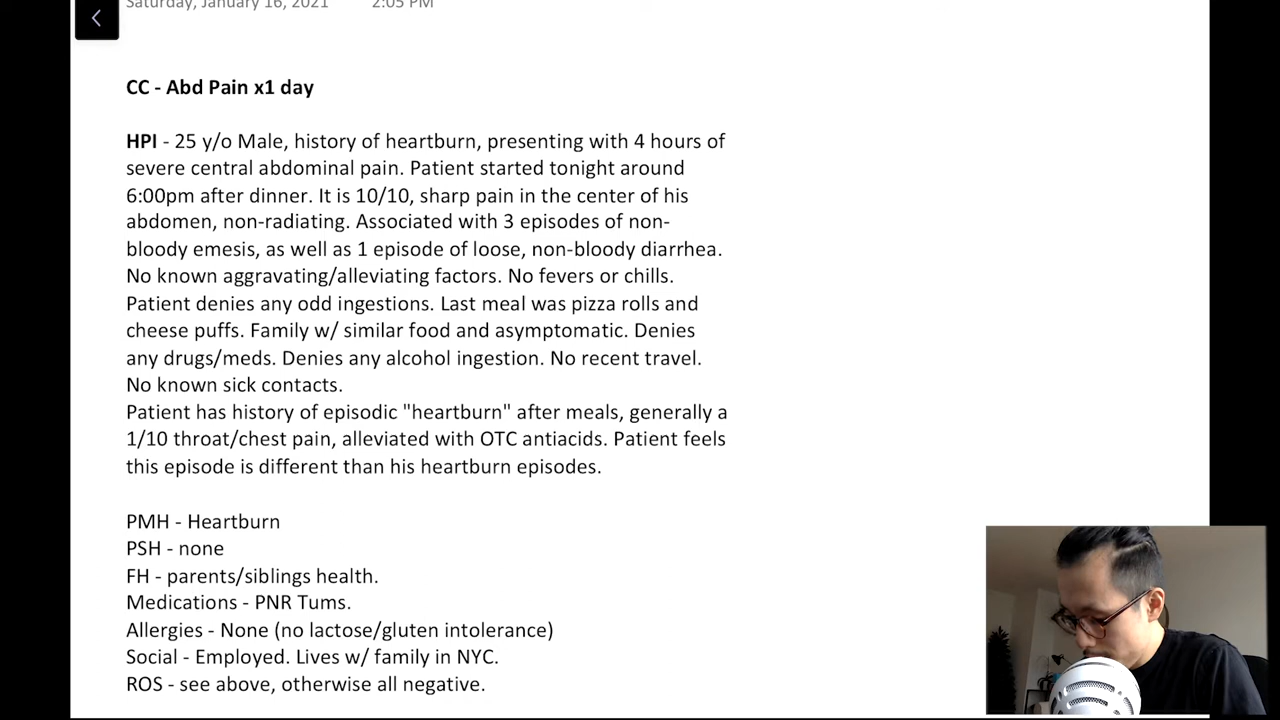 Saturday, January 16, 2021 2:05 PM
CC - Abd Pain x1 day
HPI - 25 y/o Male, history of heartburn, presenting with 4 hours of
severe central abdominal pain. Patient started tonight around
6:00pm after dinner. It is 10/10, sharp pain in the center of his
abdomen, non-radiating. Associated with 3 episodes of non-
bloody emesis, as well as 1 episode of loose, non-bloody diarrhea.
No known aggravating/alleviating factors. No fevers or chills.
Patient denies any odd ingestions. Last meal was pizza rolls and
cheese puffs. Family w/ similar food and asymptomatic. Denies
any drugs/meds. Denies any alcohol ingestion. No recent travel.
No known sick contacts.
Patient has history of episodic "heartburn" after meals, generally a
1/10 throat/chest pain, alleviated with OTC antiacids. Patient feels
this episode is different than his heartburn episodes.
PMH - Heartburn
PSH - none
FH - parents/siblings health.
Medications - PNR Tums.
Allergies - None (no lactose/gluten intolerance)
Social - Employed. Lives w/ family in NYC.
ROS - see above, otherwise all negative.